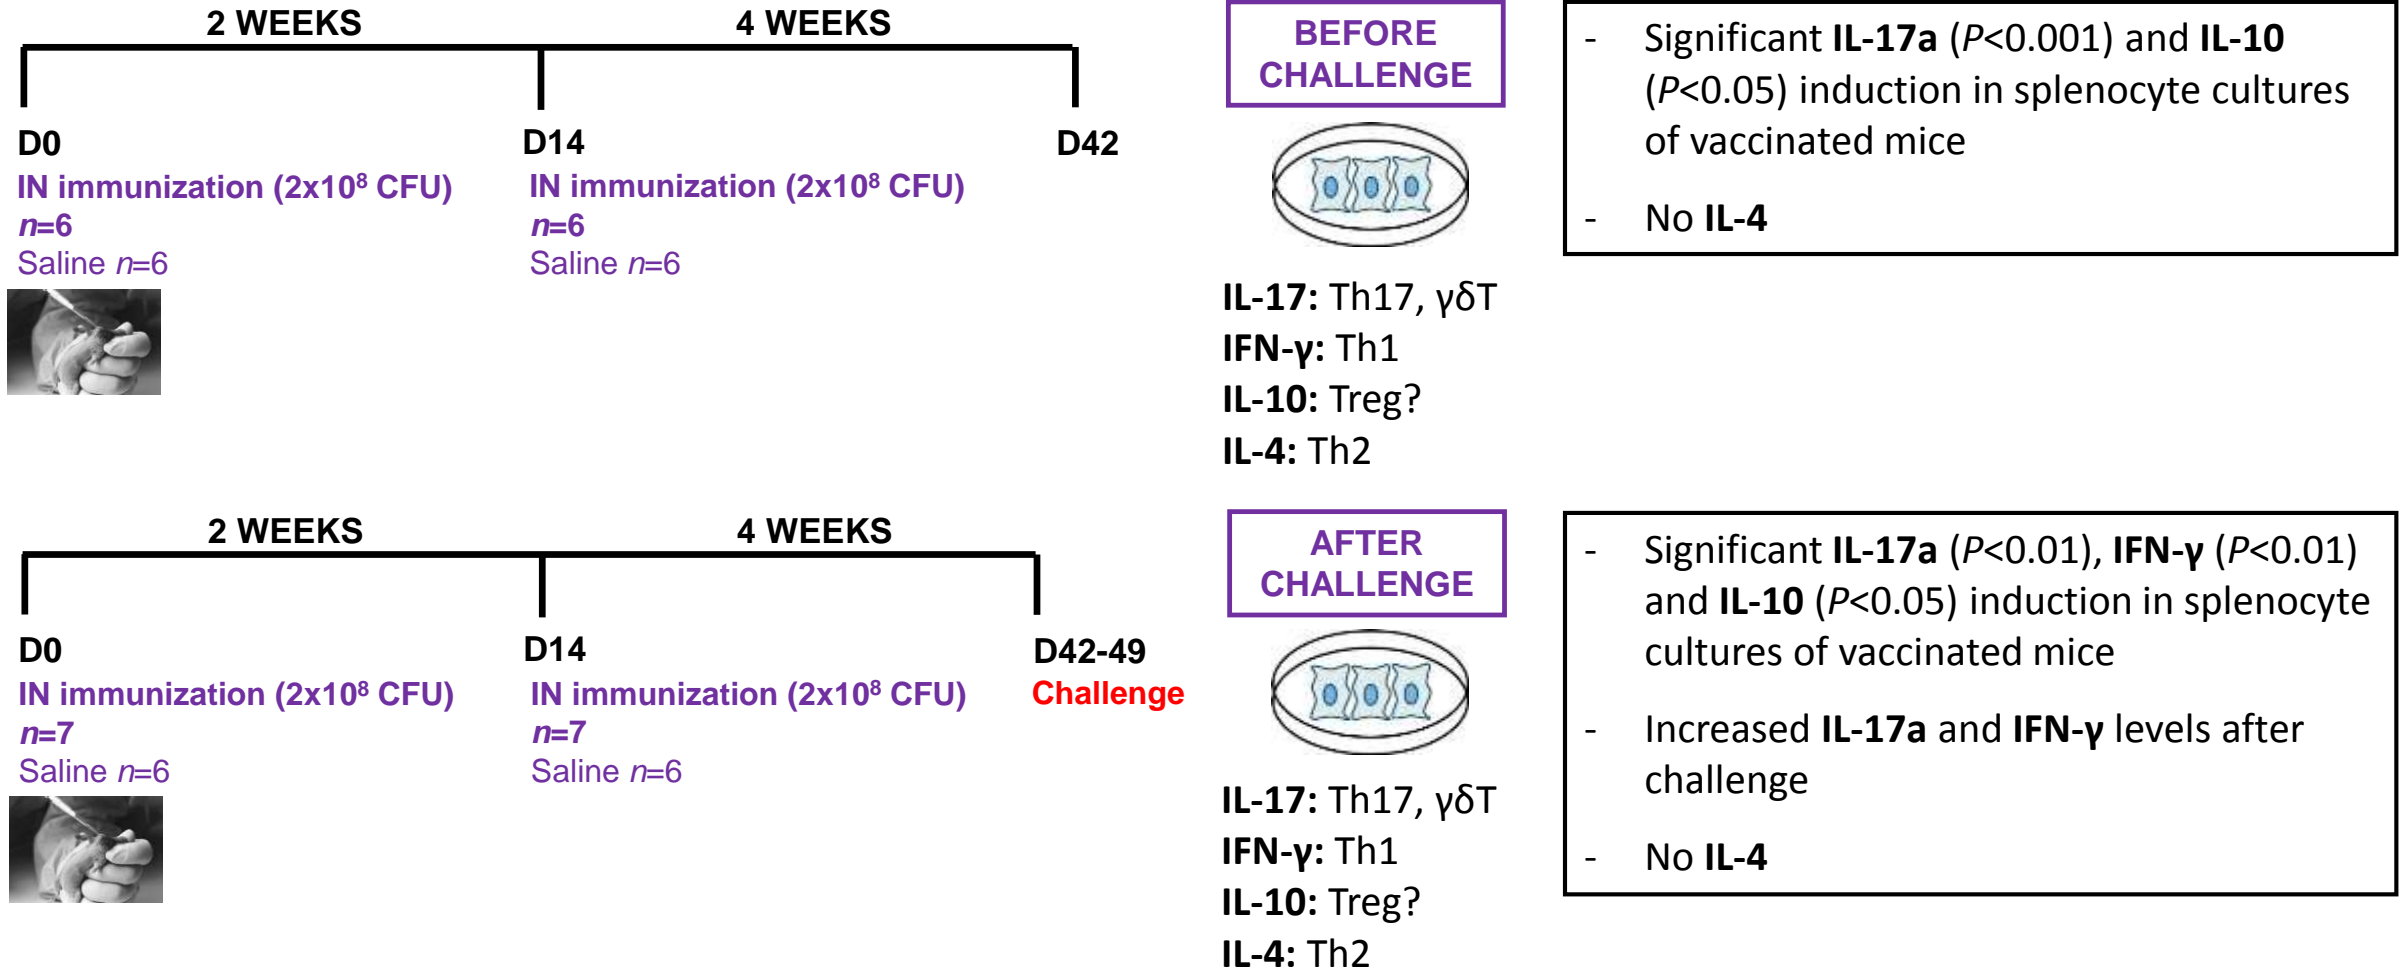 2 WEEKS
4 WEEKS
D0
IN immunization (2x10⁸ CFU)
n=6
Saline n=6
D14
IN immunization (2x10⁸ CFU)
n=6
Saline n=6
D42
BEFORE
CHALLENGE
IL-17: Th17, γδT
IFN-γ: Th1
IL-10: Treg?
IL-4: Th2
- Significant IL-17a (P<0.001) and IL-10
(P<0.05) induction in splenocyte cultures
of vaccinated mice
- No IL-4
2 WEEKS
4 WEEKS
D0
IN immunization (2x10⁸ CFU)
n=7
Saline n=6
D14
IN immunization (2x10⁸ CFU)
n=7
Saline n=6
D42-49
Challenge
AFTER
CHALLENGE
IL-17: Th17, γδT
IFN-γ: Th1
IL-10: Treg?
IL-4: Th2
- Significant IL-17a (P<0.01), IFN-γ (P<0.01)
and IL-10 (P<0.05) induction in splenocyte
cultures of vaccinated mice
- Increased IL-17a and IFN-γ levels after
challenge
- No IL-4